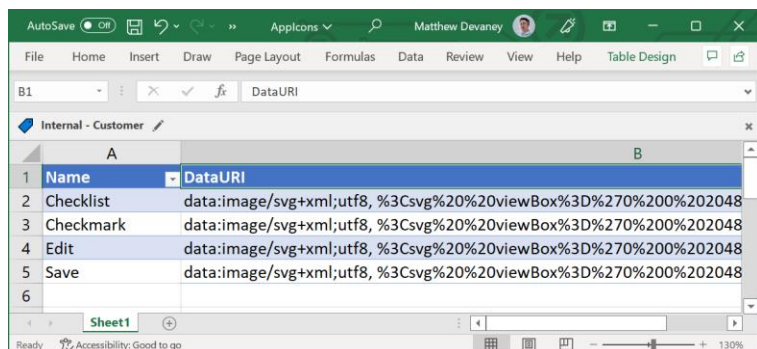 AutoSave Off AppIcons Matthew Devaney
File Home Insert Draw Page Layout Formulas Data Review View Help Table Design
B1 fx DataURI
Internal - Customer
A B
1 Name DataURI
2 Checklist data:image/svg+xml;utf8, %3Csvg%20%20viewBox%3D%270%200%202048
3 Checkmark data:image/svg+xml;utf8, %3Csvg%20%20viewBox%3D%270%200%202048
4 Edit data:image/svg+xml;utf8, %3Csvg%20%20viewBox%3D%270%200%202048
5 Save data:image/svg+xml;utf8, %3Csvg%20%20viewBox%3D%270%200%202048
6
Sheet1
Ready Accessibility: Good to go 130%